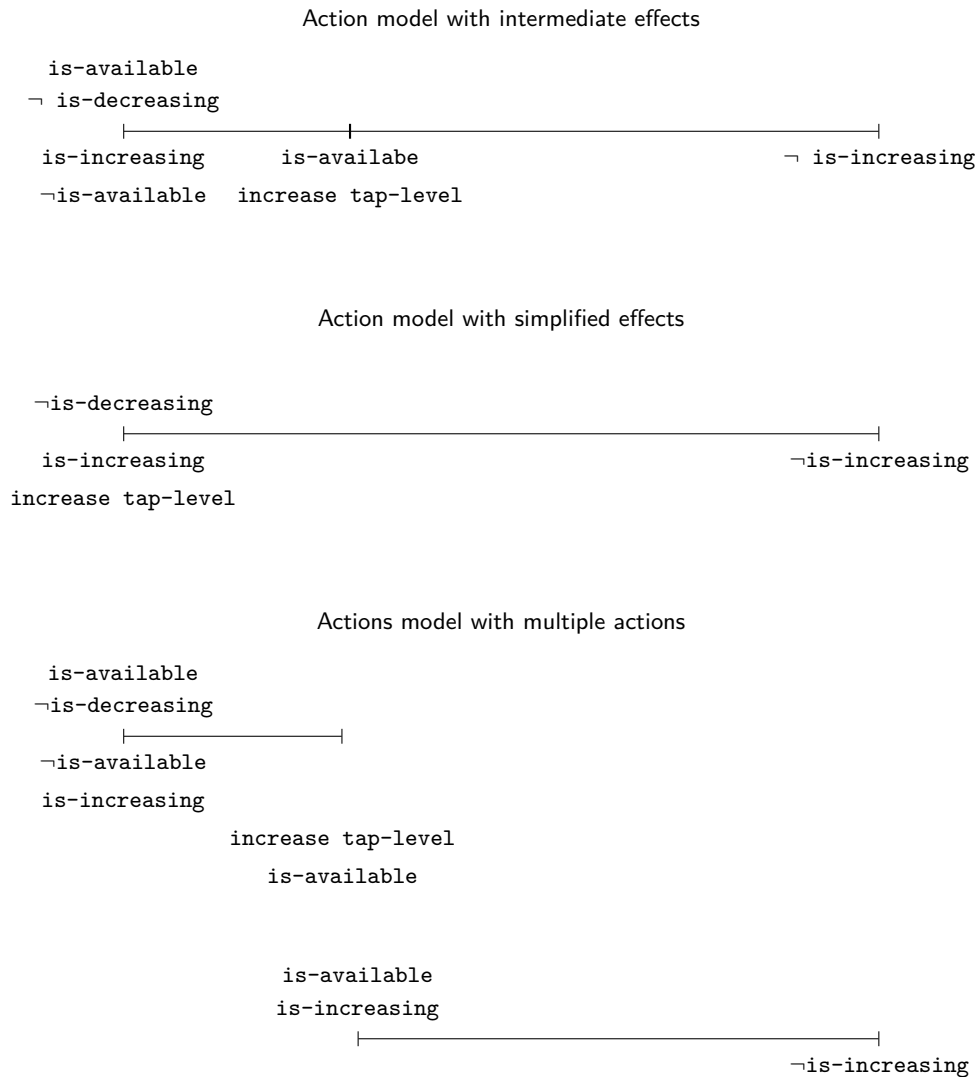 Action model with intermediate effects
is-available
¬ is-decreasing
is-increasing is-availabe ¬ is-increasing
¬is-available increase tap-level
Action model with simplified effects
¬is-decreasing
is-increasing ¬is-increasing
increase tap-level
Actions model with multiple actions
is-available
¬is-decreasing
¬is-available
is-increasing
increase tap-level
is-available
is-available
is-increasing
¬is-increasing